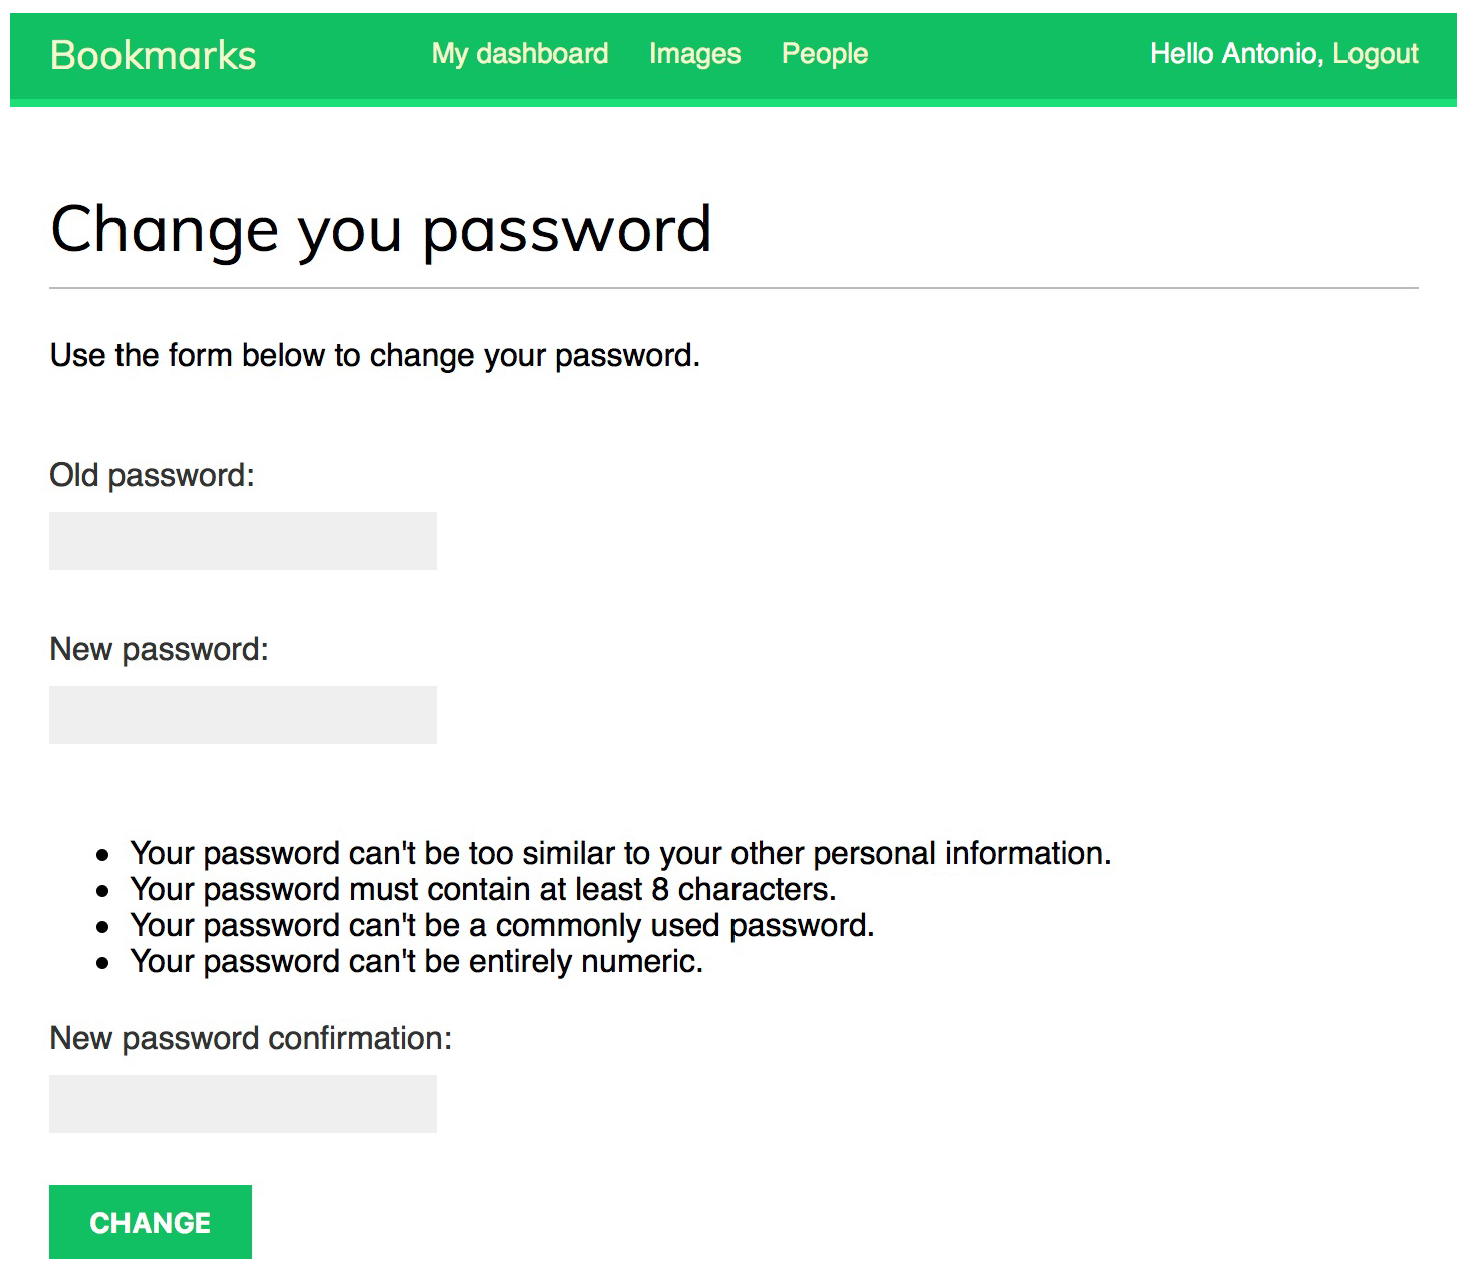 Bookmarks My dashboard Images People Hello Antonio, Logout
Change you password
Use the form below to change your password.
Old password:
New password:
• Your password can't be too similar to your other personal information.
• Your password must contain at least 8 characters.
• Your password can't be a commonly used password.
• Your password can't be entirely numeric.
New password confirmation:
CHANGE